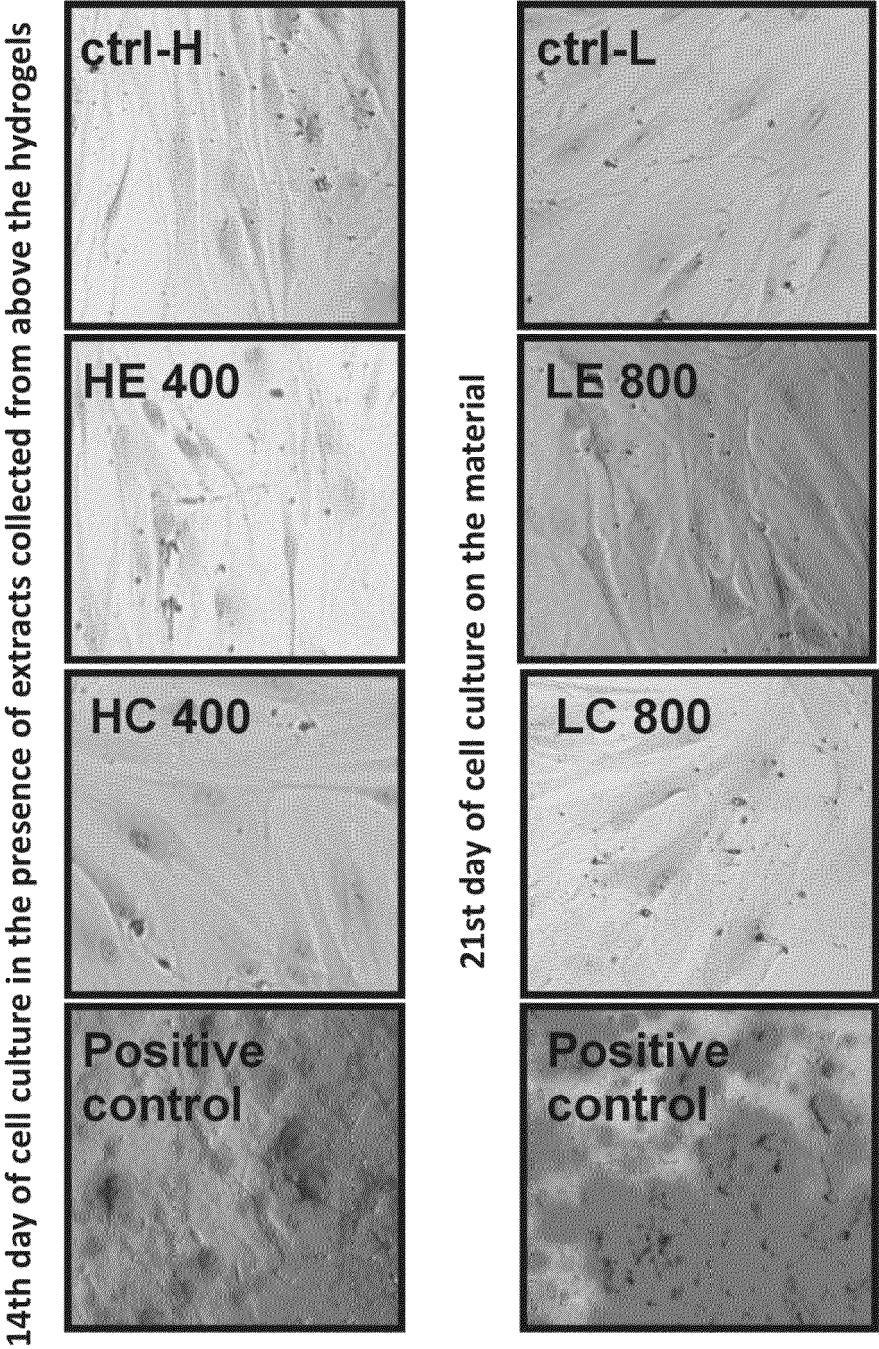 14th day of cell culture in the presence of extracts collected from above the hydrogels
ctrl-H
HE 400
HC 400
Positive
control
21st day of cell culture on the material
ctrl-L
LE 800
LC 800
Positive
control